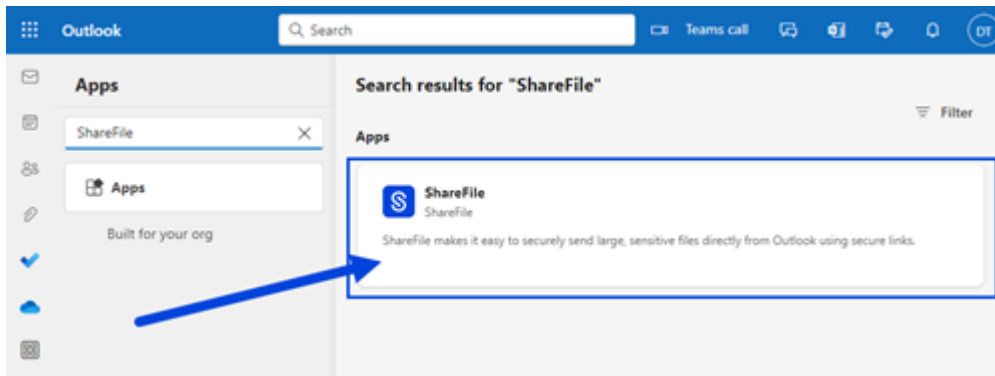 Outlook
Search
Teams call
DT
Apps
Search results for "ShareFile"
Filter
ShareFile
Apps
Apps
ShareFile
ShareFile
Built for your org
ShareFile makes it easy to securely send large, sensitive files directly from Outlook using secure links.